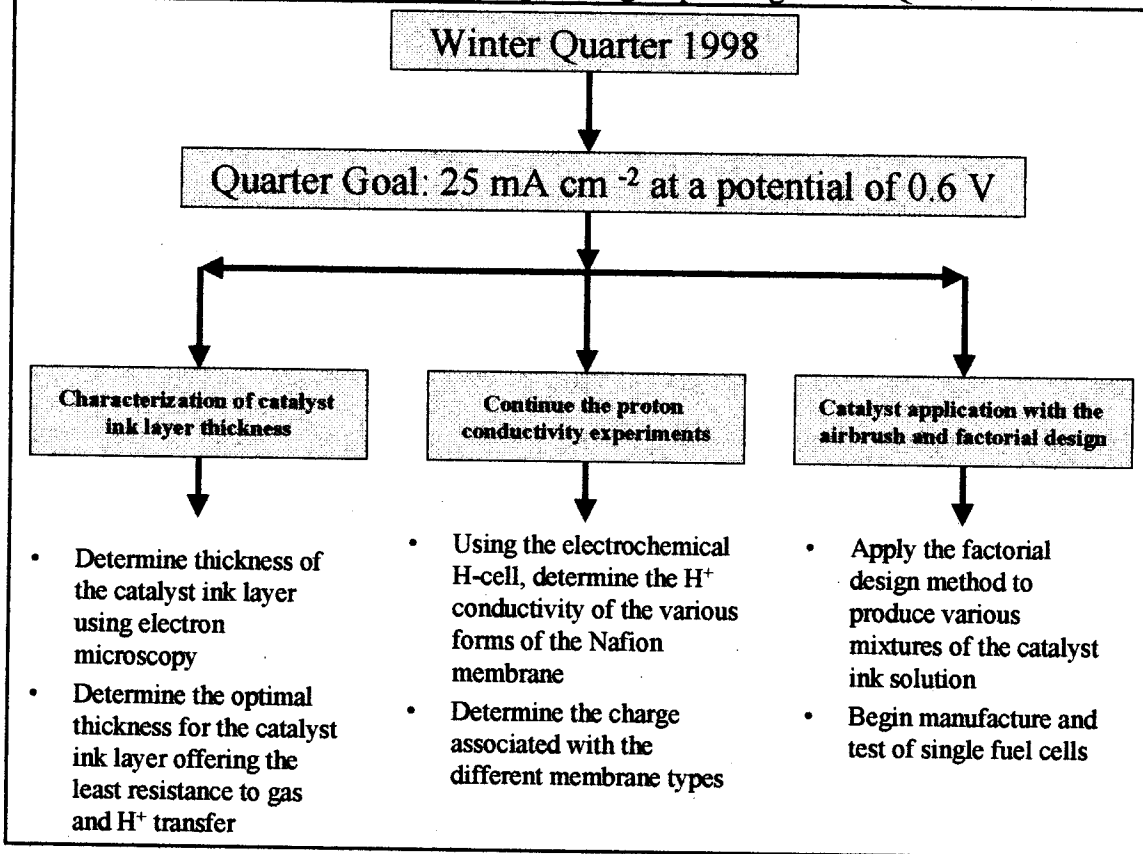 Winter Quarter 1998
Quarter Goal: 25 mA cm -2 at a potential of 0.6 V
Characterization of catalyst
ink layer thickness
• Determine thickness of
the catalyst ink layer
using electron
microscopy
• Determine the optimal
thickness for the catalyst
ink layer offering the
least resistance to gas
and H+ transfer
Continue the proton
conductivity experiments
• Using the electrochemical
H-cell, determine the H+
conductivity of the various
forms of the Nafion
membrane
• Determine the charge
associated with the
different membrane types
Catalyst application with the
airbrush and factorial design
• Apply the factorial
design method to
produce various
mixtures of the catalyst
ink solution
• Begin manufacture and
test of single fuel cells